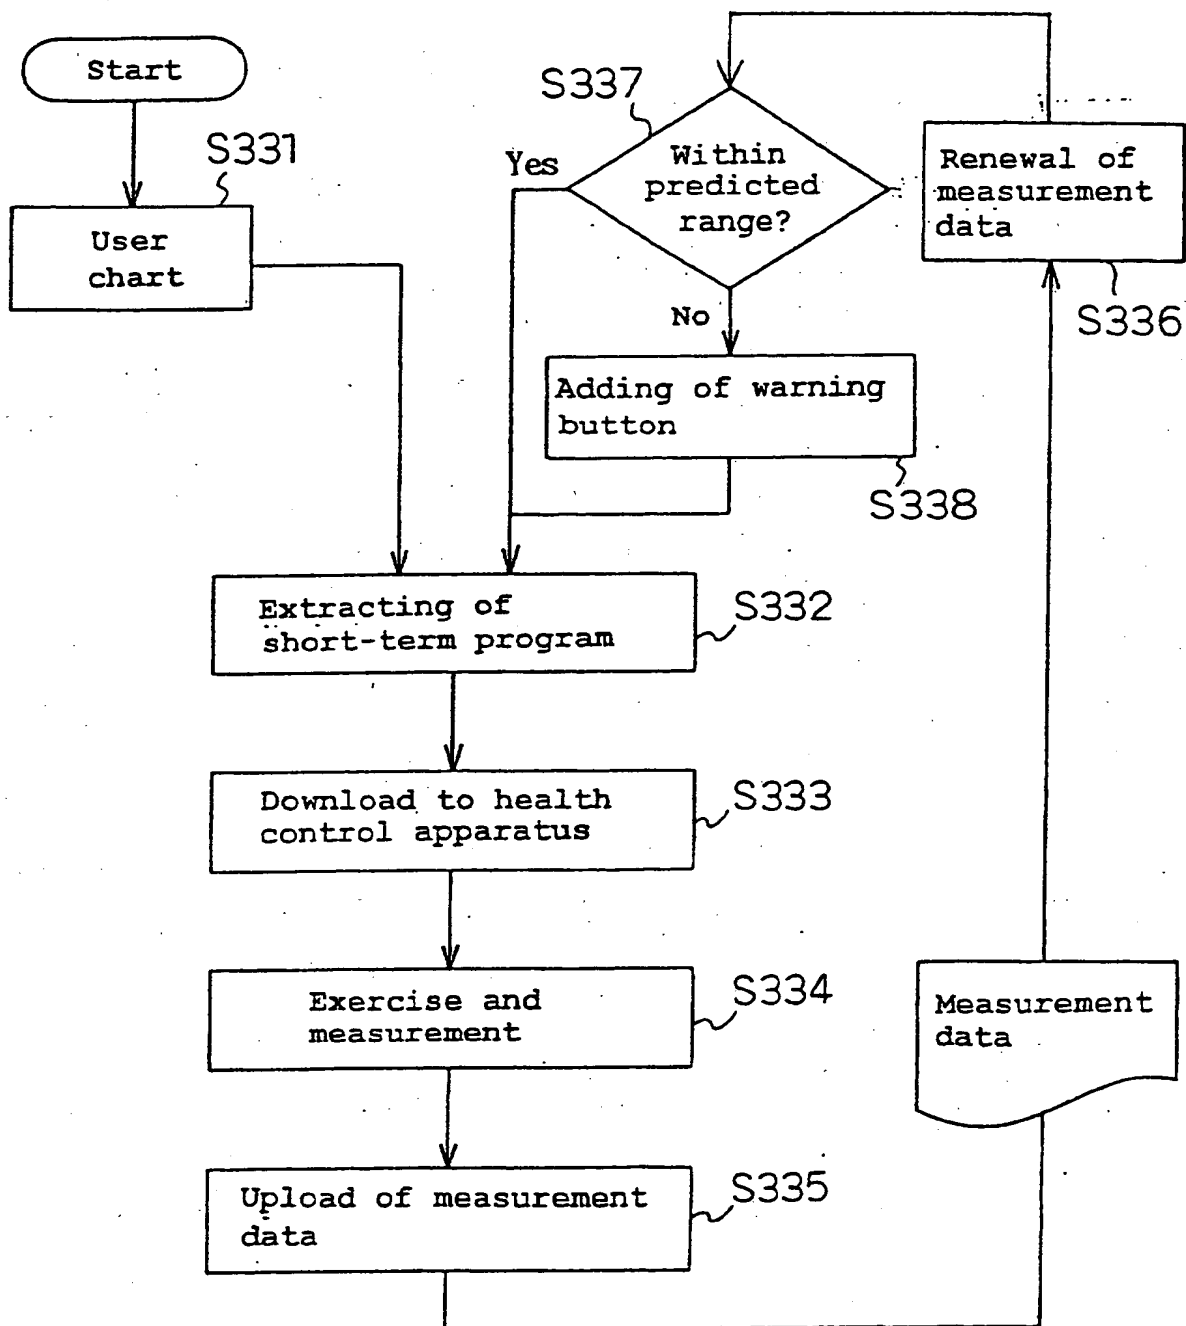 Start
S331
User
chart
S337
Yes
Within
predicted
range?
No
Renewal of
measurement
data
S336
Adding of warning
button
S338
Extracting of
short-term program
S332
Download to health
control apparatus
S333
Exercise and
measurement
S334
Measurement
data
Upload of measurement
data
S335